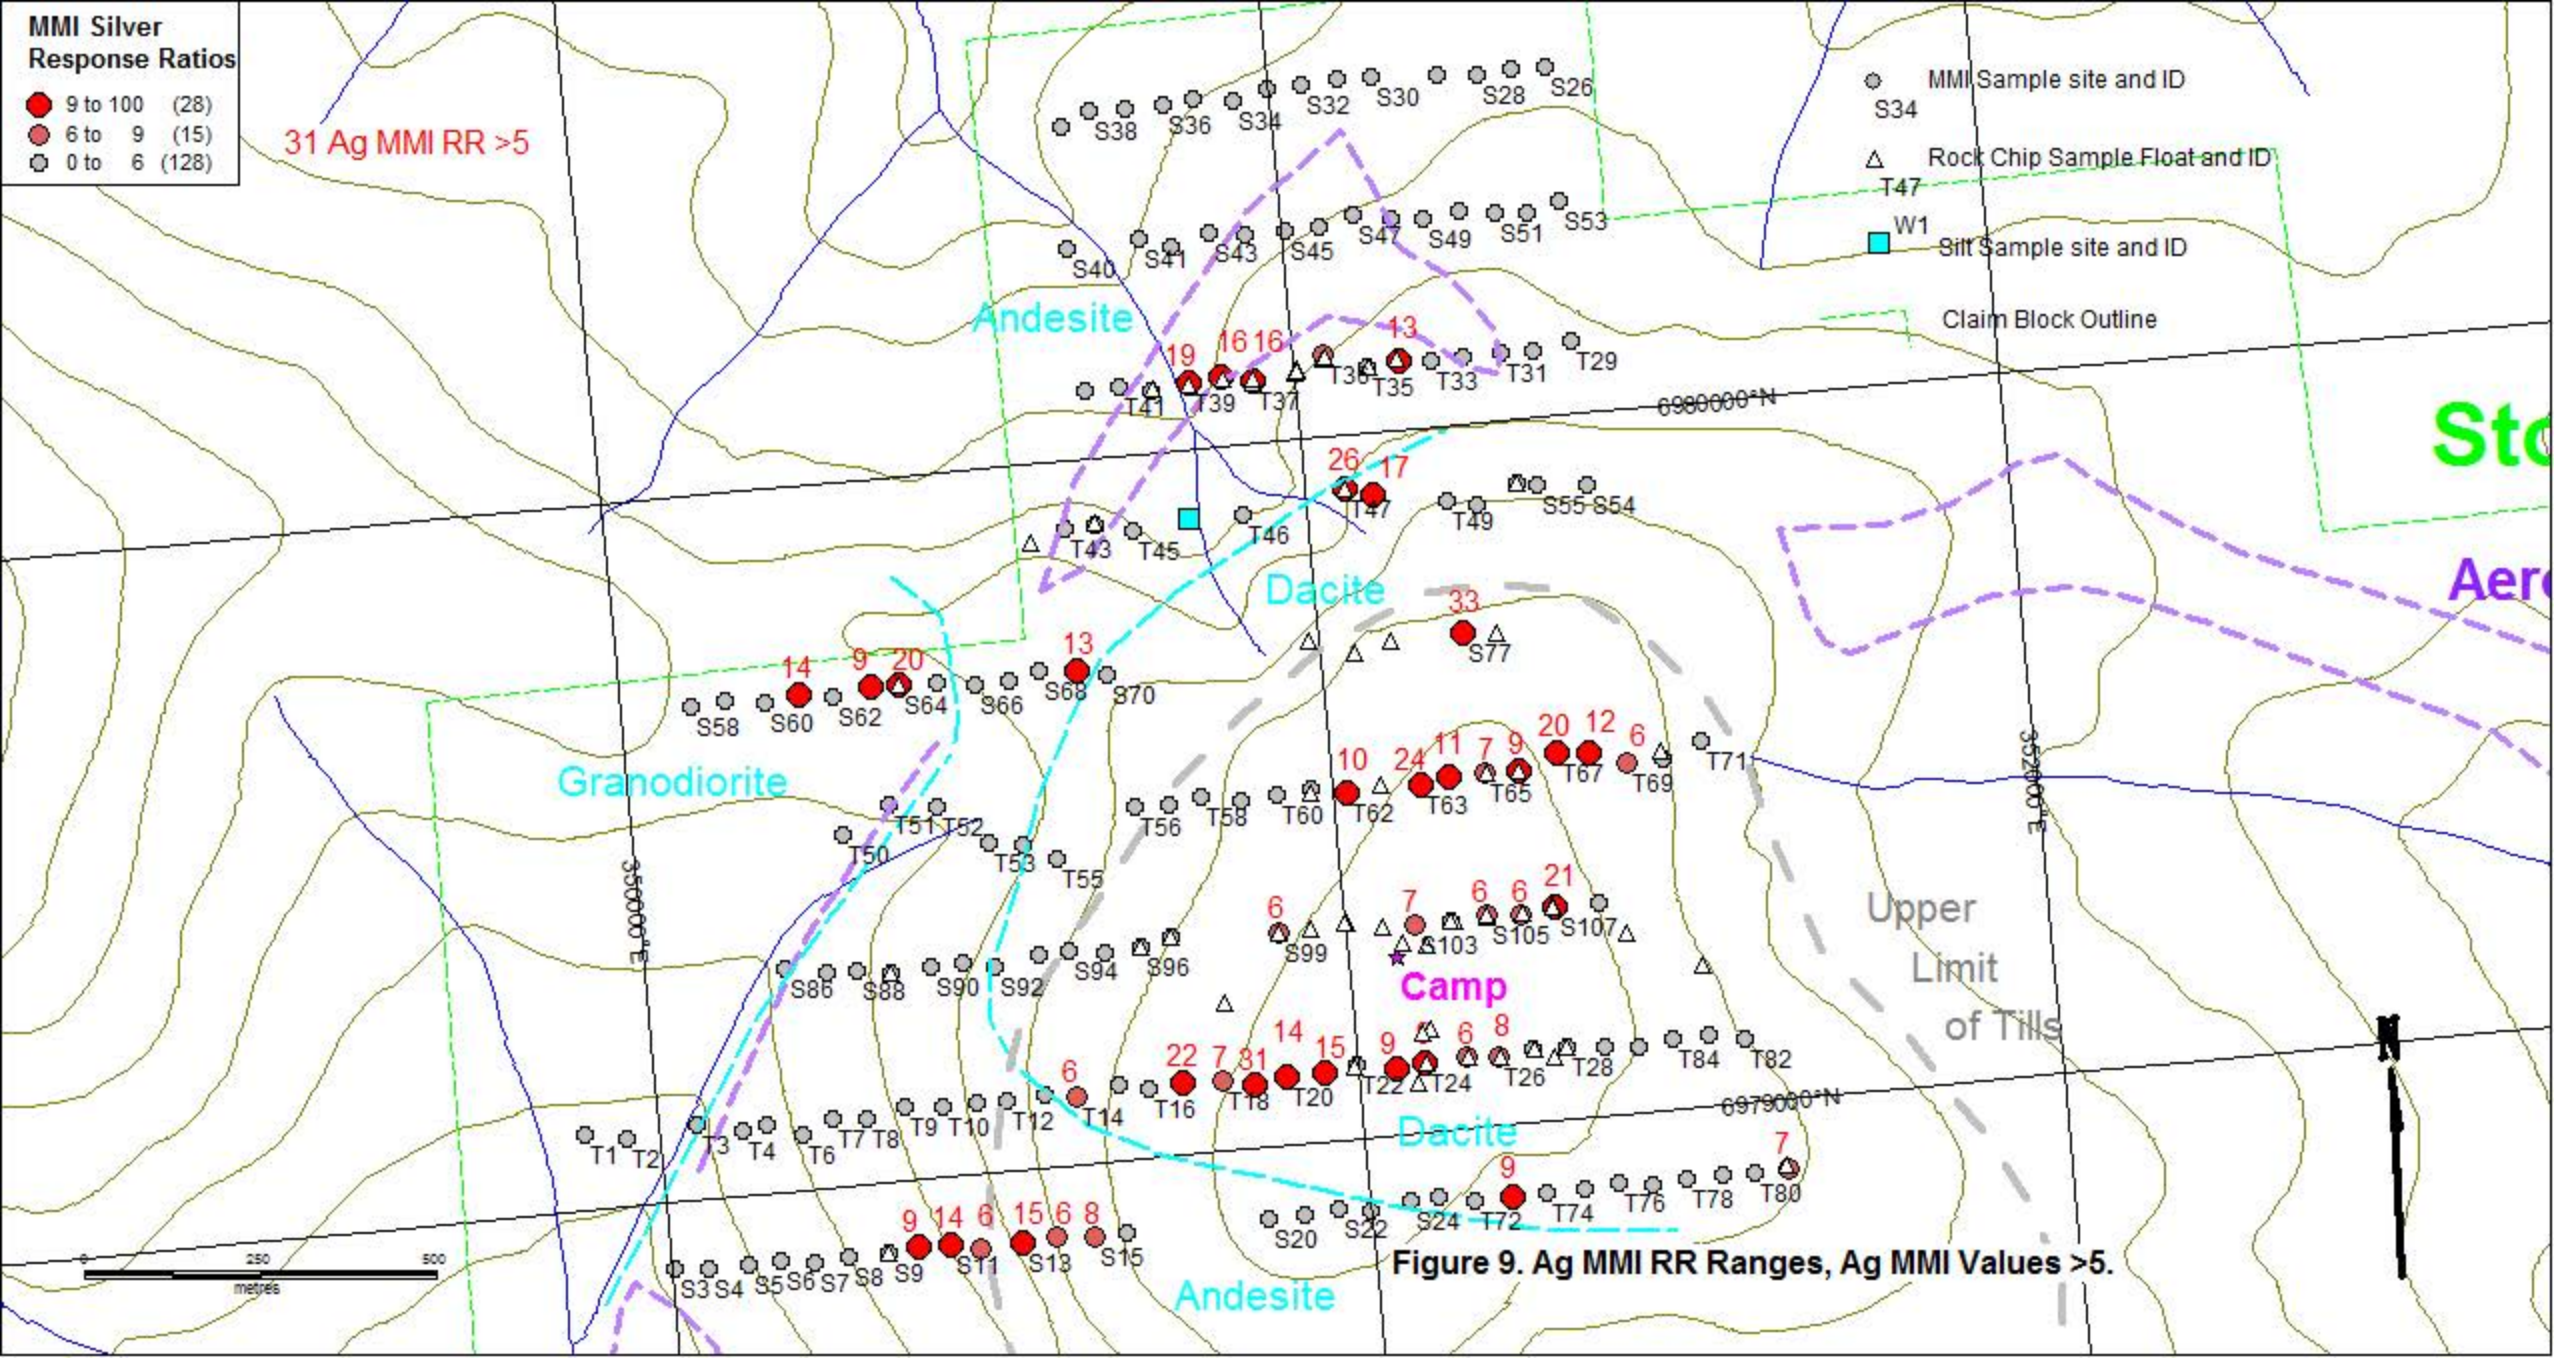 MMI Silver
Response Ratios
9 to 100 (28)
6 to 9 (15)
0 to 6 (128)
31 Ag MMI RR >5
MMI Sample site and ID
S34
Rock Chip Sample Float and ID
T47
W1
Silt Sample site and ID
Claim Block Outline
S38 S36 S34 S32 S30 S28 S26
S40 S41 S43 S45 S47 S49 S51 S53
Andesite
19 16 16 13
T41 T39 T37 T36 T35 T33 T31 T29
6980000°N
Sto
26 17
T43 T45 T46 T47 T49 S55 S54
Aero
Dacite
33
S77
14 9 20 13
S58 S60 S62 S64 S66 S68 S70
Granodiorite
10 24 11 7 9 20 12 6
T56 T58 T60 T62 T63 T65 T67 T69 T71
352000°E
T50 T51 T52 T53 T55
350000°E
6 7 6 6 21
S99 S103 S105 S107
Upper
Limit
of Tills
S86 S88 S90 S92 S94 S96
Camp
6 22 7 31 14 15 9 6 8
T1 T2 T3 T4 T6 T7 T8 T9 T10 T12 T14 T16 T18 T20 T22 T24 T26 T28 T84 T82
6979000°N
Dacite
9 7
S20 S22 S24 T72 T74 T76 T78 T80
9 14 6 15 6 8
S3 S4 S5 S6 S7 S8 S9 S11 S13 S15
0 250 500
metres
Figure 9. Ag MMI RR Ranges, Ag MMI Values >5.
Andesite